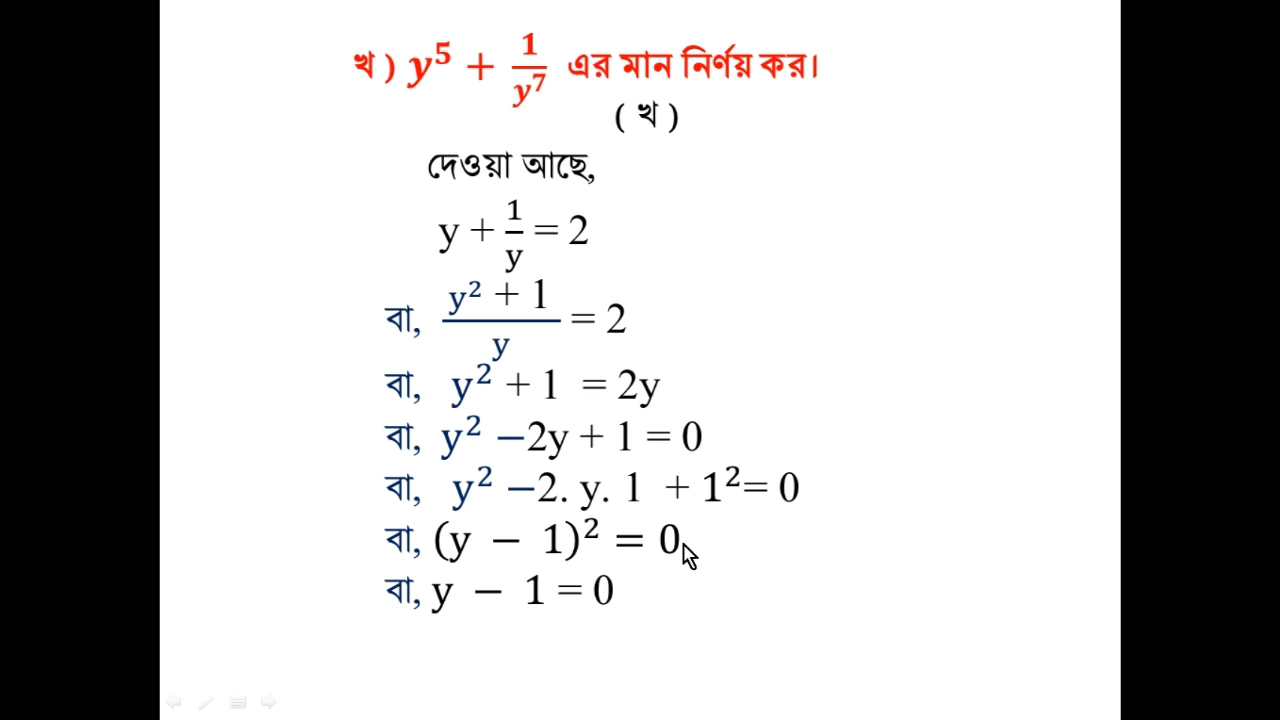 খ ) y⁵ + 1/y⁷ এর মান নির্ণয় কর।
( খ )
দেওয়া আছে,
y + 1/y = 2
বা, (y² + 1)/y = 2
বা, y² + 1 = 2y
বা, y² −2y + 1 = 0
বা, y² −2. y. 1 + 1²= 0
বা, (y − 1)² = 0
বা, y − 1 = 0